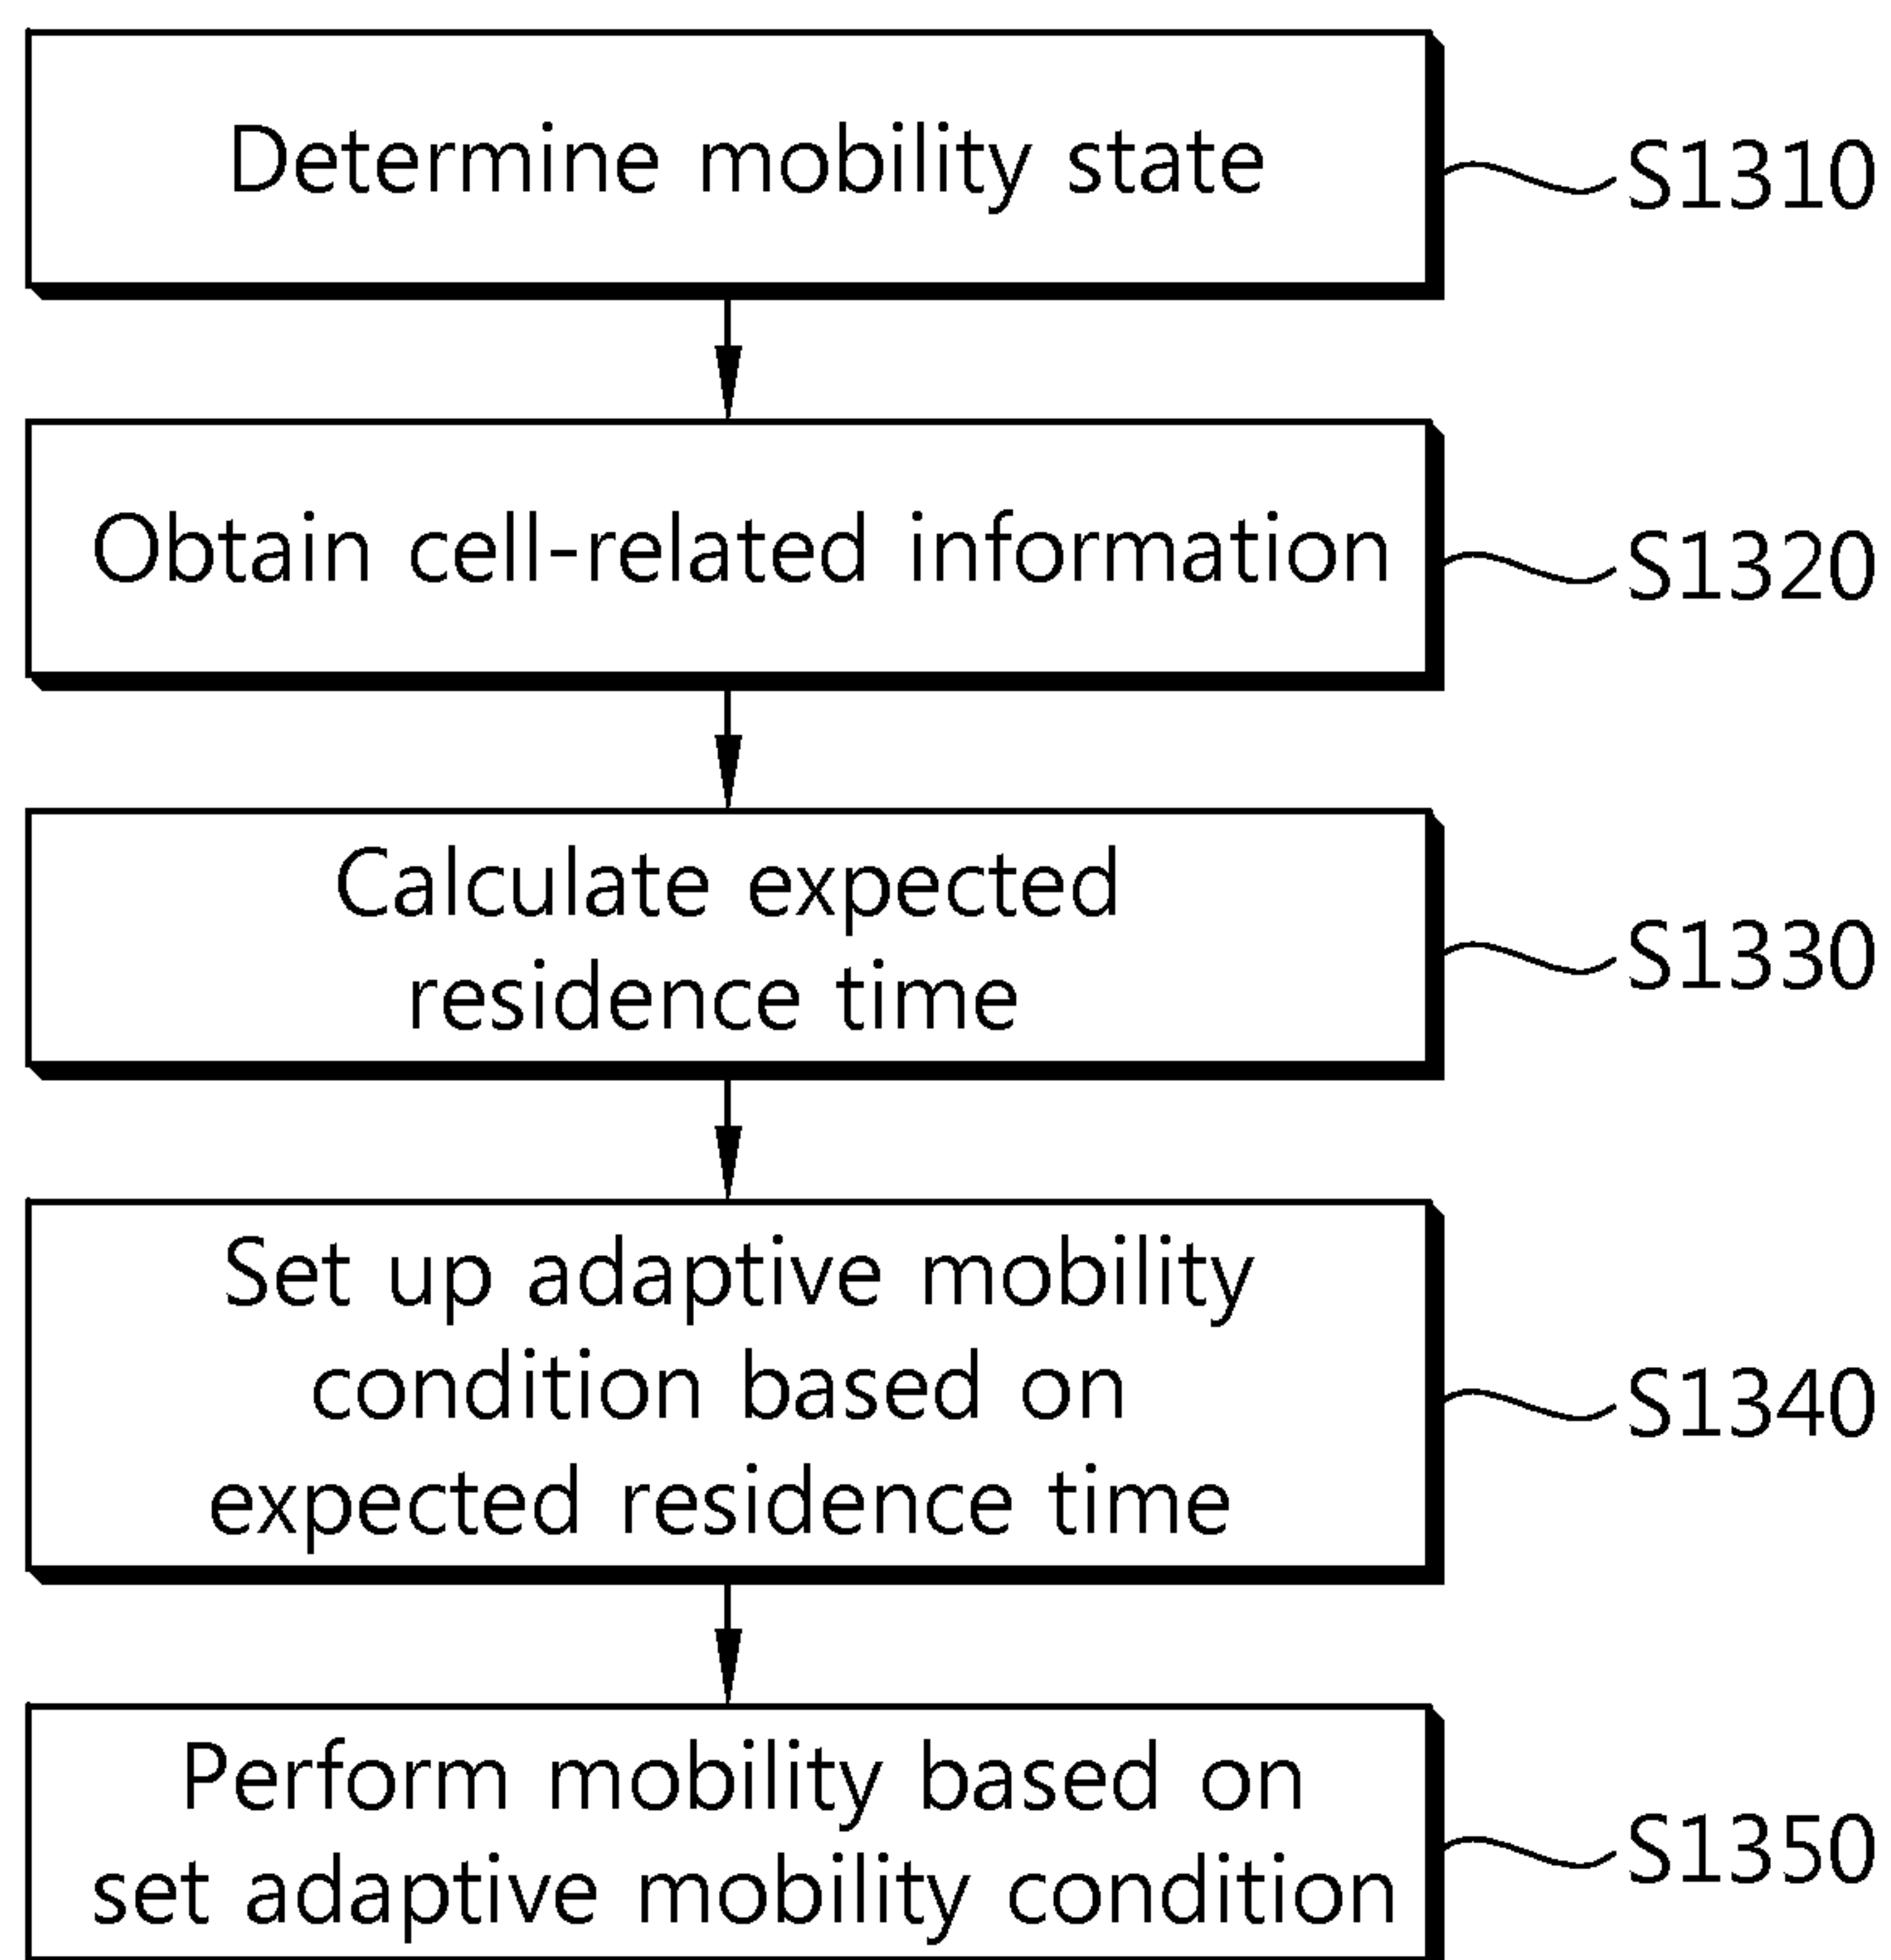 Determine mobility state
S1310
Obtain cell-related information
S1320
Calculate expected
residence time
S1330
Set up adaptive mobility
condition based on
expected residence time
S1340
Perform mobility based on
set adaptive mobility condition
S1350